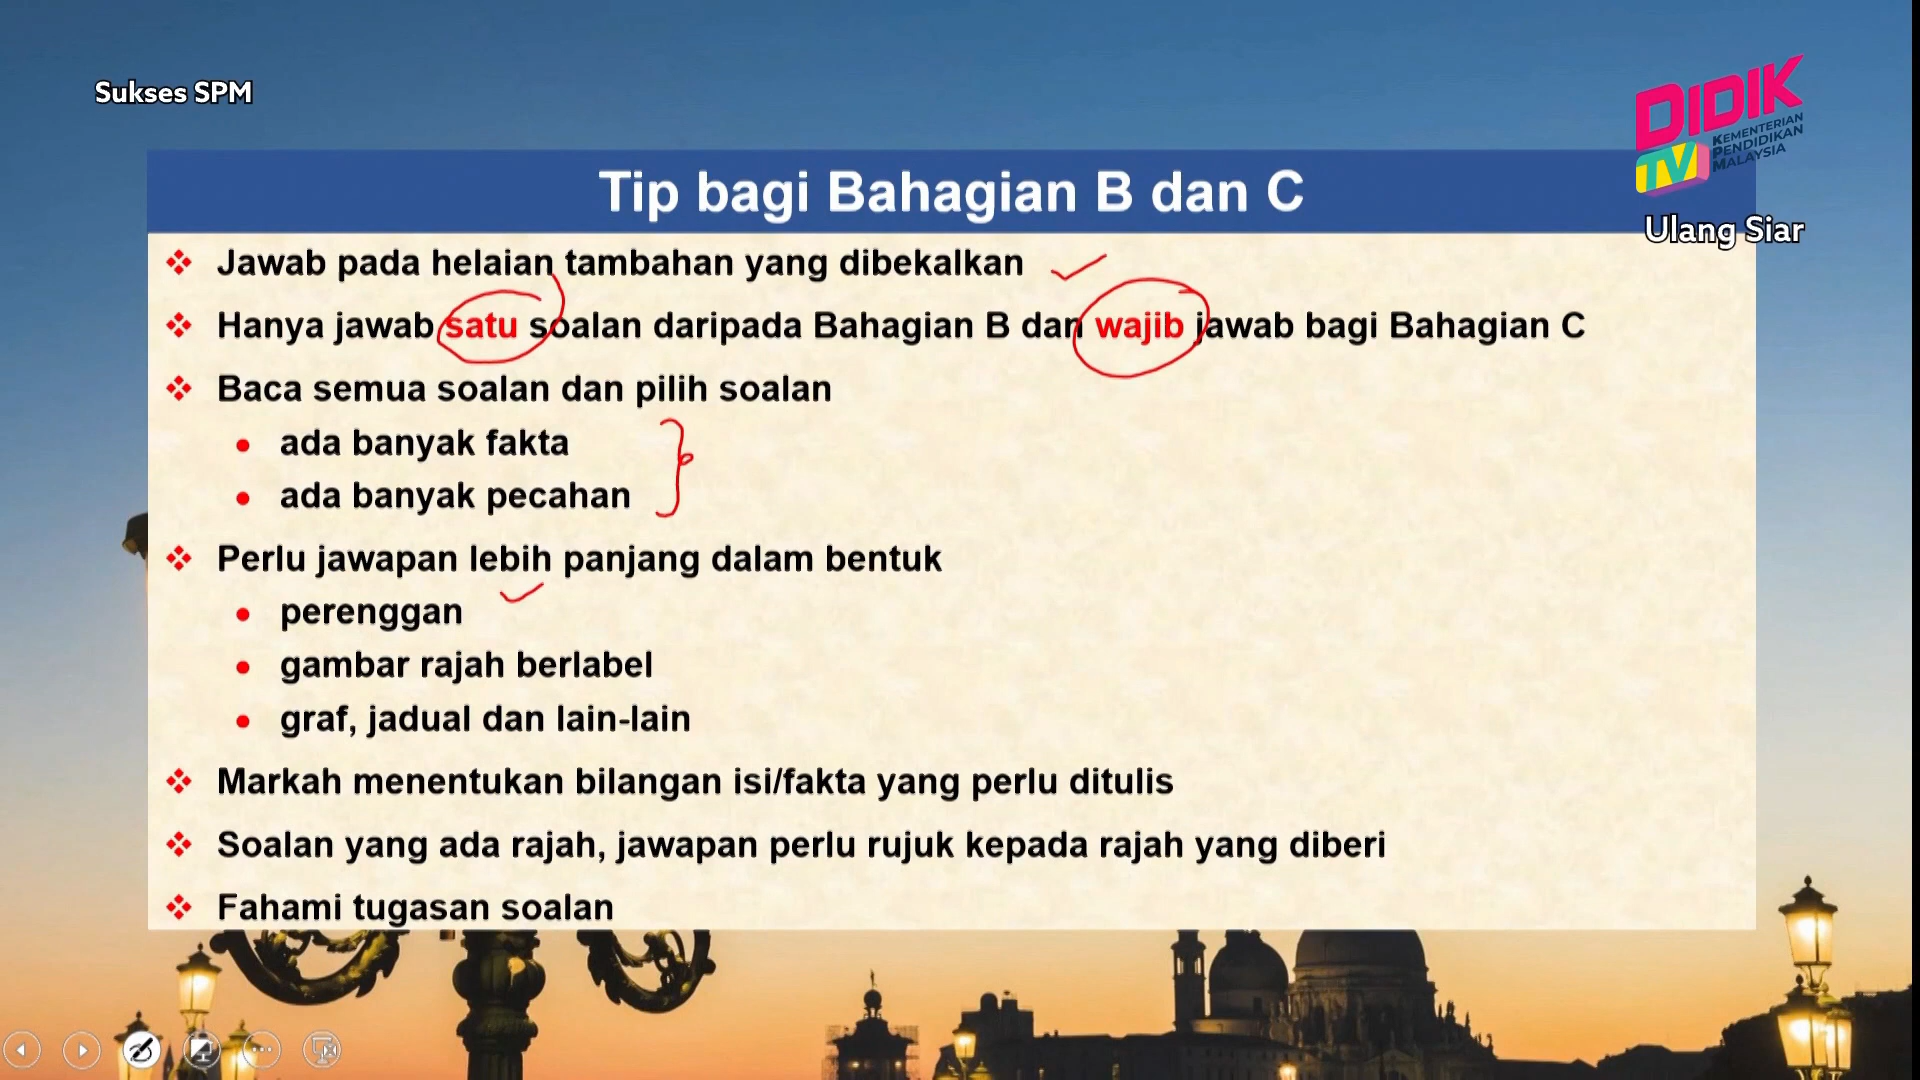 Sukses SPM
DIDIK
TV
KEMENTERIAN
PENDIDIKAN
MALAYSIA
Ulang Siar
Tip bagi Bahagian B dan C
Jawab pada helaian tambahan yang dibekalkan
Hanya jawab satu soalan daripada Bahagian B dan wajib jawab bagi Bahagian C
Baca semua soalan dan pilih soalan
ada banyak fakta
ada banyak pecahan
Perlu jawapan lebih panjang dalam bentuk
perenggan
gambar rajah berlabel
graf, jadual dan lain-lain
Markah menentukan bilangan isi/fakta yang perlu ditulis
Soalan yang ada rajah, jawapan perlu rujuk kepada rajah yang diberi
Fahami tugasan soalan